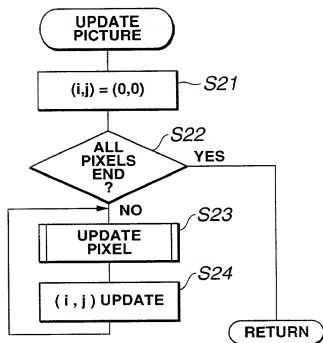 UPDATE
PICTURE
(i,j) = (0,0)
S21
ALL
PIXELS
END
?
S22
YES
NO
UPDATE
PIXEL
S23
( i , j ) UPDATE
S24
RETURN